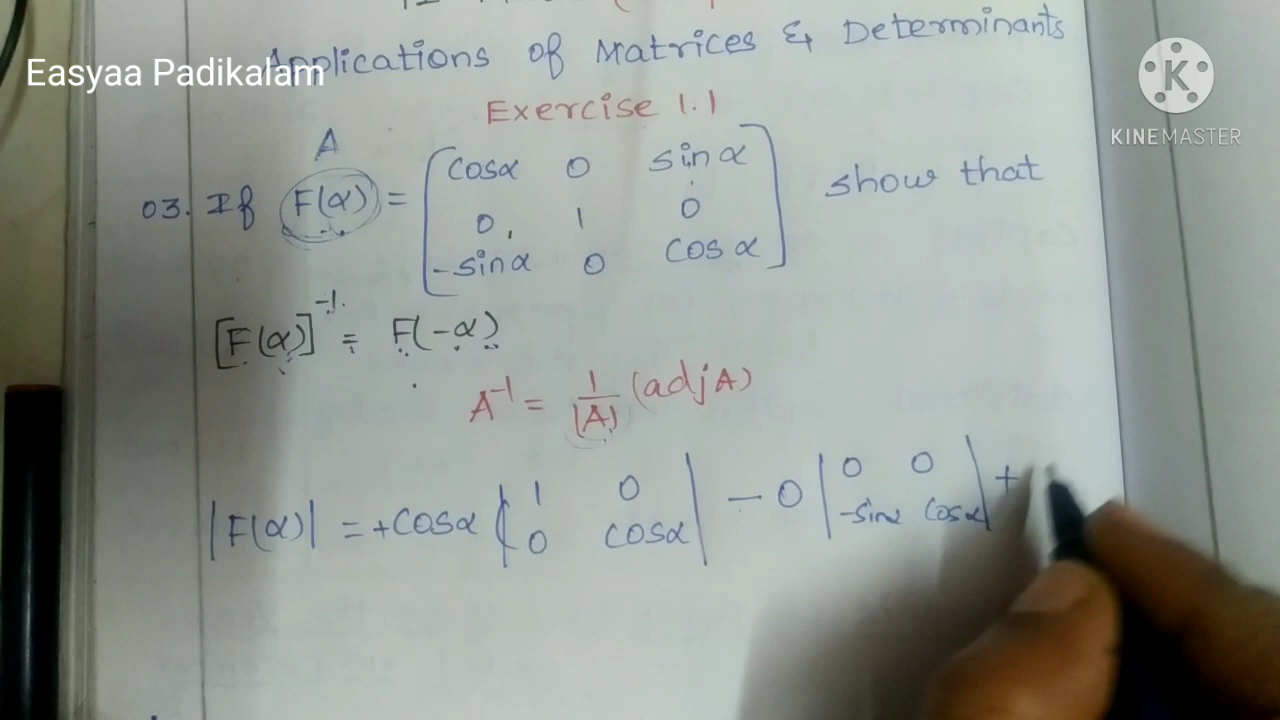 Applications of Matrices & Determinants
Easyaa Padikalam
KINEMASTER
Exercise 1.1
A
03. If F(α) = [cosα 0 sinα
0, 1 0
-sinα 0 cosα] show that
[F(α)]⁻¹ = F(-α)
A⁻¹ = 1/|A| (adjA)
|F(α)| = +cosα |1 0
0 cosα| - 0 |0 0
-sinα cosα| +